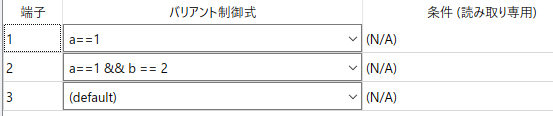 端子 バリアント制御式 条件 (読み取り専用)
1 a==1 (N/A)
2 a==1 && b == 2 (N/A)
3 (default) (N/A)